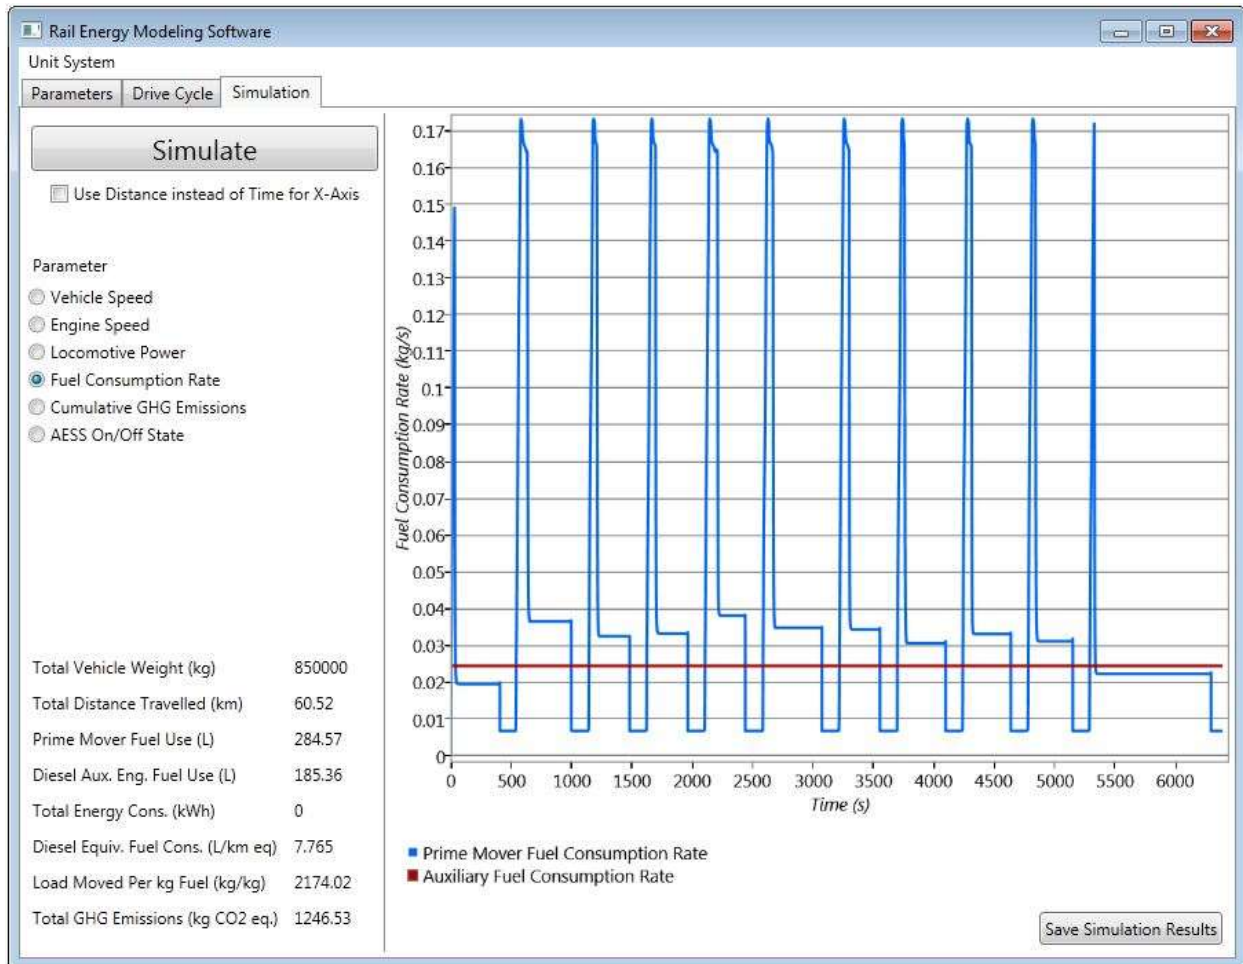 Rail Energy Modeling Software
Unit System
Parameters
Drive Cycle
Simulation
Simulate
Use Distance instead of Time for X-Axis
Parameter
Vehicle Speed
Engine Speed
Locomotive Power
Fuel Consumption Rate
Cumulative GHG Emissions
AESS On/Off State
Total Vehicle Weight (kg) 850000
Total Distance Travelled (km) 60.52
Prime Mover Fuel Use (L) 284.57
Diesel Aux. Eng. Fuel Use (L) 185.36
Total Energy Cons. (kWh) 0
Diesel Equiv. Fuel Cons. (L/km eq) 7.765
Load Moved Per kg Fuel (kg/kg) 2174.02
Total GHG Emissions (kg CO2 eq.) 1246.53
Fuel Consumption Rate (kg/s)
0.17
0.16
0.15
0.14
0.13
0.12
0.11
0.1
0.09
0.08
0.07
0.06
0.05
0.04
0.03
0.02
0.01
0
0 500 1000 1500 2000 2500 3000 3500 4000 4500 5000 5500 6000
Time (s)
Prime Mover Fuel Consumption Rate
Auxiliary Fuel Consumption Rate
Save Simulation Results